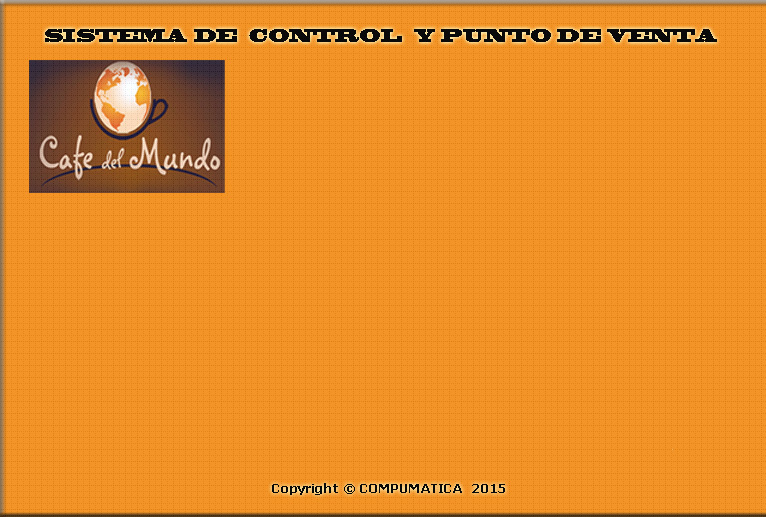 SISTEMA DE CONTROL Y PUNTO DE VENTA
Cafe del Mundo
Copyright © COMPUMATICA 2015